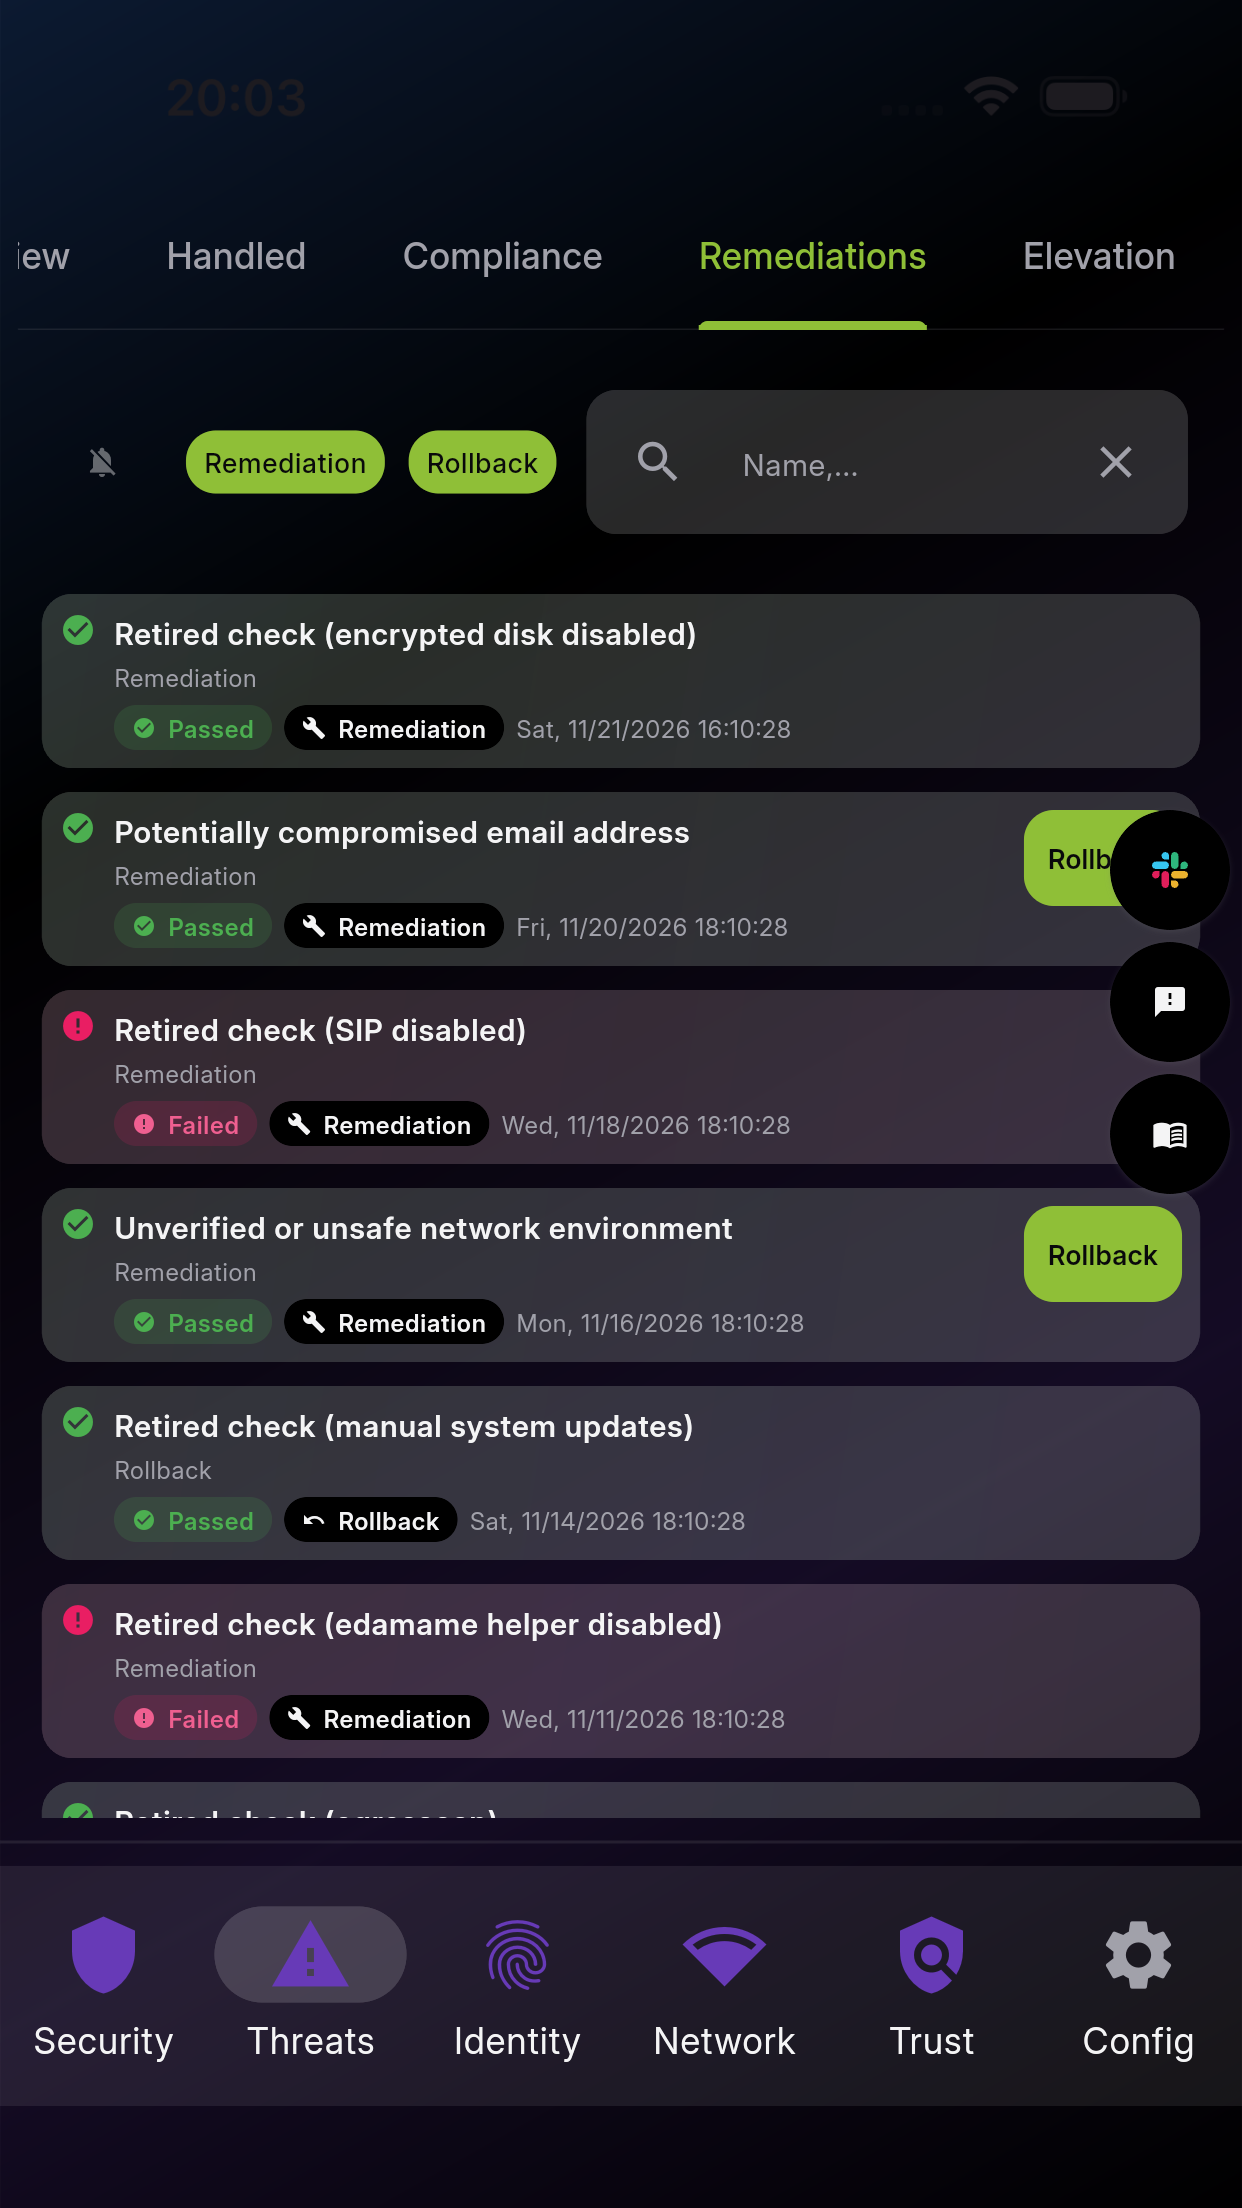 20:03
iew Handled Compliance Remediations Elevation
Remediation Rollback Name,...
Retired check (encrypted disk disabled)
Remediation
Passed Remediation Sat, 11/21/2026 16:10:28
Potentially compromised email address
Rollb
Remediation
Passed Remediation Fri, 11/20/2026 18:10:28
Retired check (SIP disabled)
Remediation
Failed Remediation Wed, 11/18/2026 18:10:28
Unverified or unsafe network environment
Rollback
Remediation
Passed Remediation Mon, 11/16/2026 18:10:28
Retired check (manual system updates)
Rollback
Passed Rollback Sat, 11/14/2026 18:10:28
Retired check (edamame helper disabled)
Remediation
Failed Remediation Wed, 11/11/2026 18:10:28
Retired check
Security Threats Identity Network Trust Config